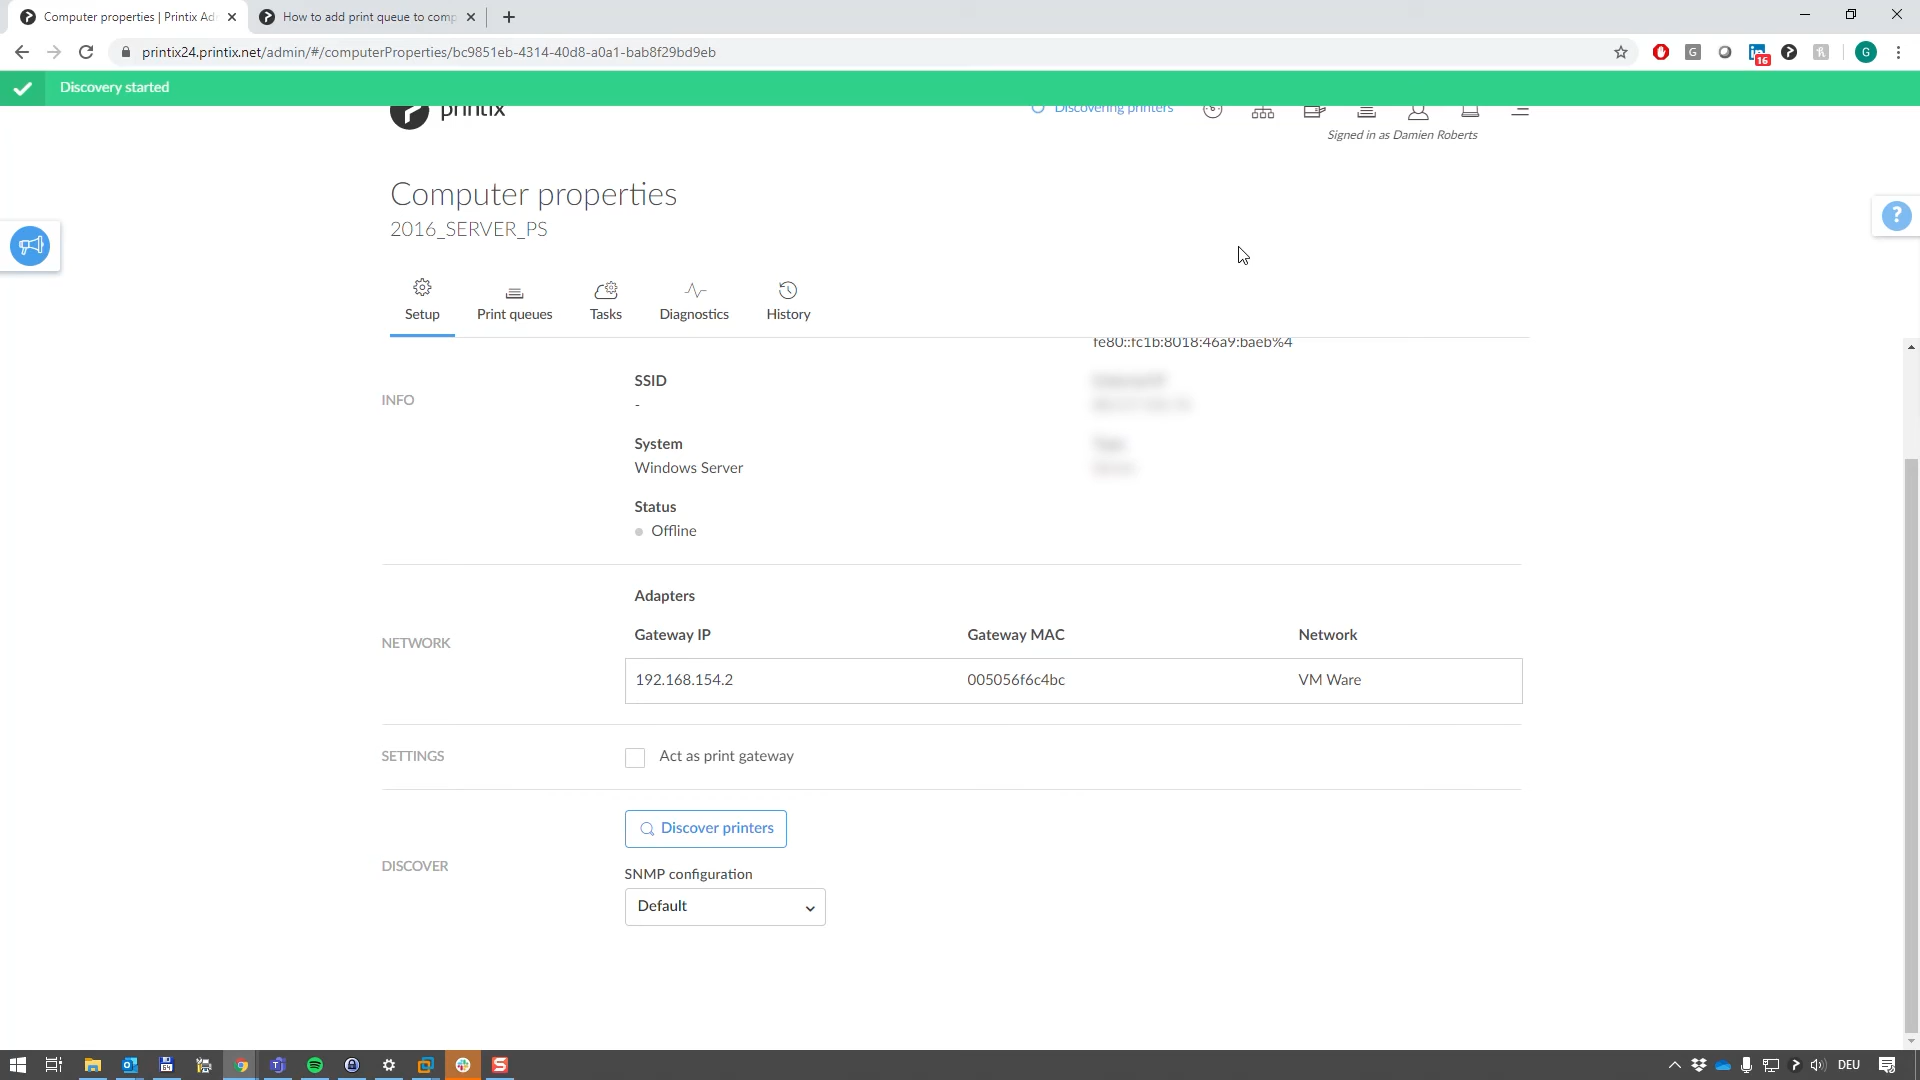 Computer properties | Printix Ad
How to add print queue to comp
printix24.printix.net/admin/#/computerProperties/bc9851eb-4314-40d8-a0a1-bab8f29bd9eb
G
16
G
Discovery started
printix
Discovering printers
Signed in as Damien Roberts
Computer properties
2016_SERVER_PS
?
Setup
Print queues
Tasks
Diagnostics
History
fe80::fc1b:8018:46a9:baeb%4
INFO
SSID
-
System
Windows Server
Status
Offline
NETWORK
Adapters
Gateway IP Gateway MAC Network
192.168.154.2 005056f6c4bc VM Ware
SETTINGS
Act as print gateway
DISCOVER
Discover printers
SNMP configuration
Default
DEU